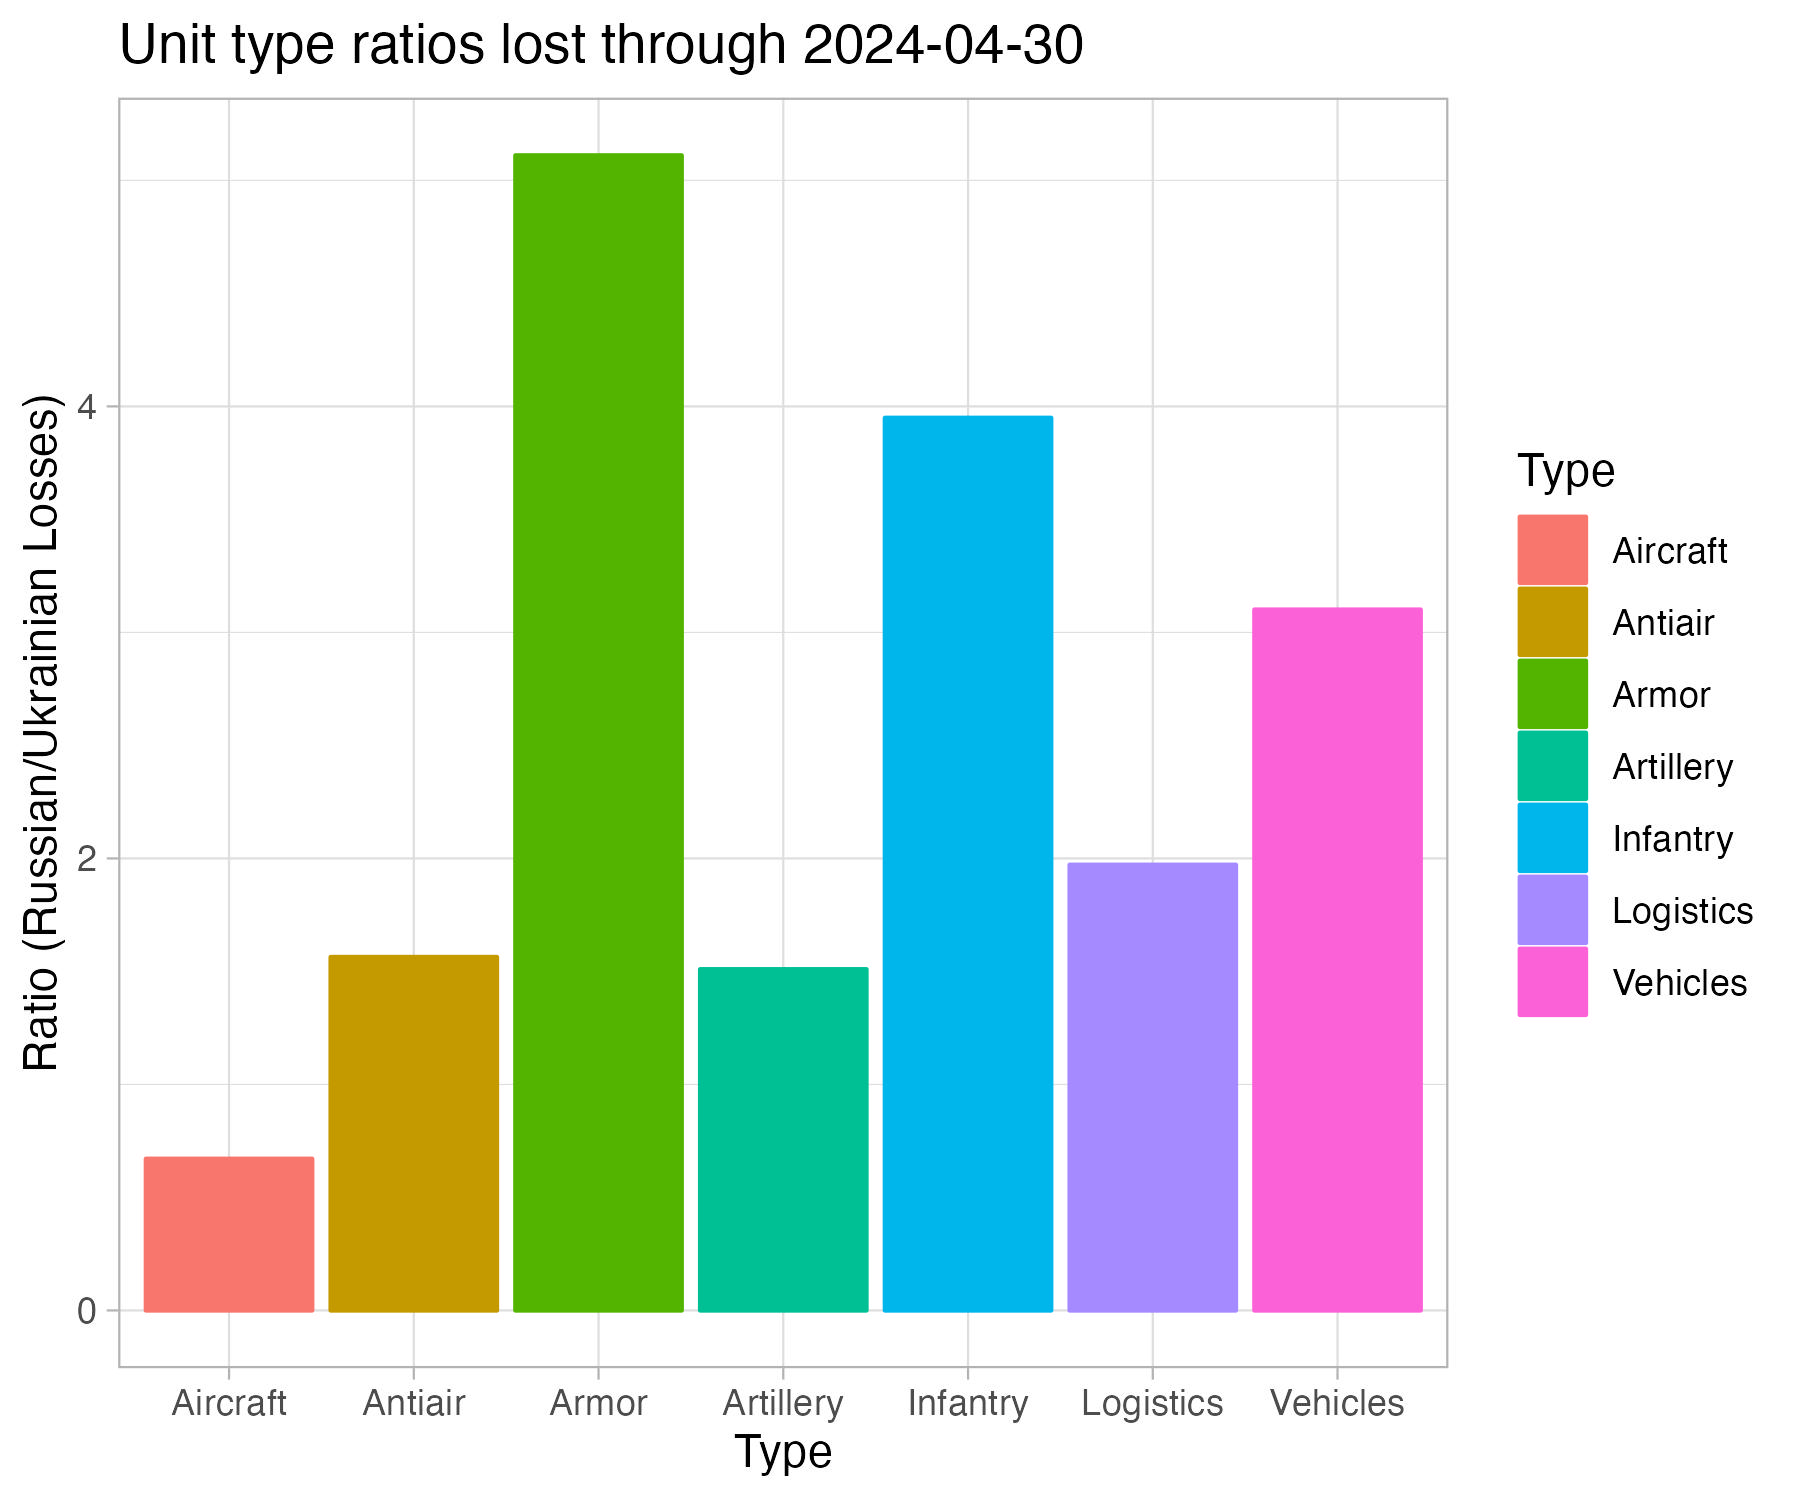 Unit type ratios lost through 2024-04-30
Ratio (Russian/Ukrainian Losses)
4
2
0
Aircraft Antiair Armor Artillery Infantry Logistics Vehicles
Type
Type
Aircraft
Antiair
Armor
Artillery
Infantry
Logistics
Vehicles